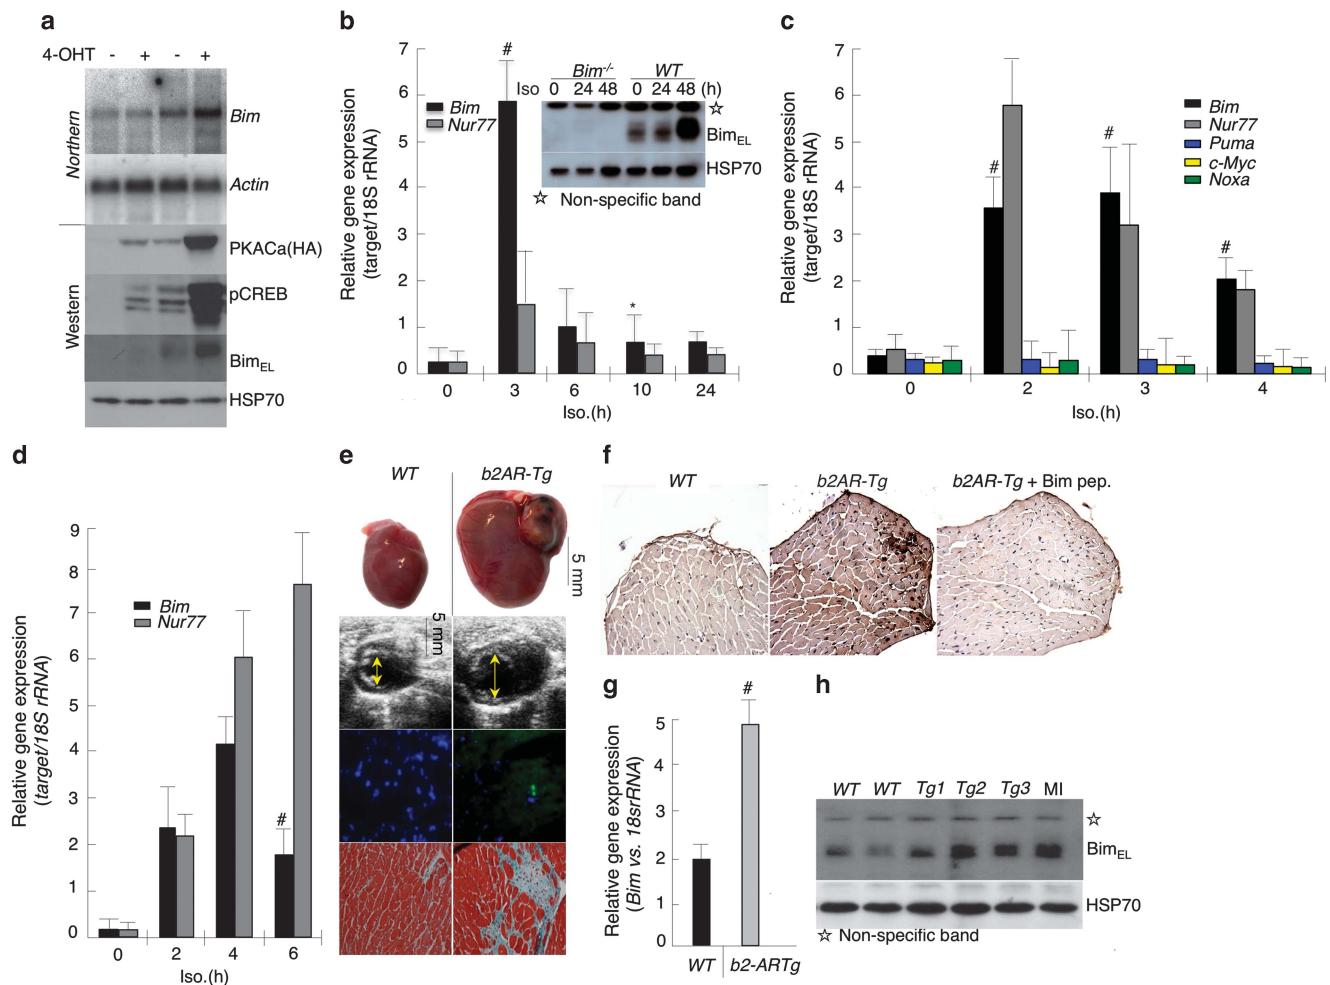 a
4-OHT - + - +
Northern
Bim
Actin
Western
PKACa(HA)
pCREB
BimEL
HSP70
b
Relative gene expression
(target/18S rRNA)
7
6
5
4
3
2
1
0
#
*
Bim
Nur77
Bim-/- WT
Iso 0 24 48 0 24 48 (h)
☆
BimEL
HSP70
☆ Non-specific band
0 3 6 10 24
Iso.(h)
c
Relative gene expression
(target/18S rRNA)
7
6
5
4
3
2
1
0
# # #
Bim
Nur77
Puma
c-Myc
Noxa
0 2 3 4
Iso.(h)
d
Relative gene expression
(target/18S rRNA)
9
8
7
6
5
4
3
2
1
0
Bim
Nur77
#
0 2 4 6
Iso.(h)
e
WT b2AR-Tg
5 mm
5 mm
f
WT b2AR-Tg b2AR-Tg + Bim pep.
g
Relative gene expression
(Bim vs. 18srRNA)
5
4
3
2
1
0
#
WT b2-ARTg
h
WT WT Tg1 Tg2 Tg3 MI
☆
BimEL
HSP70
☆ Non-specific band